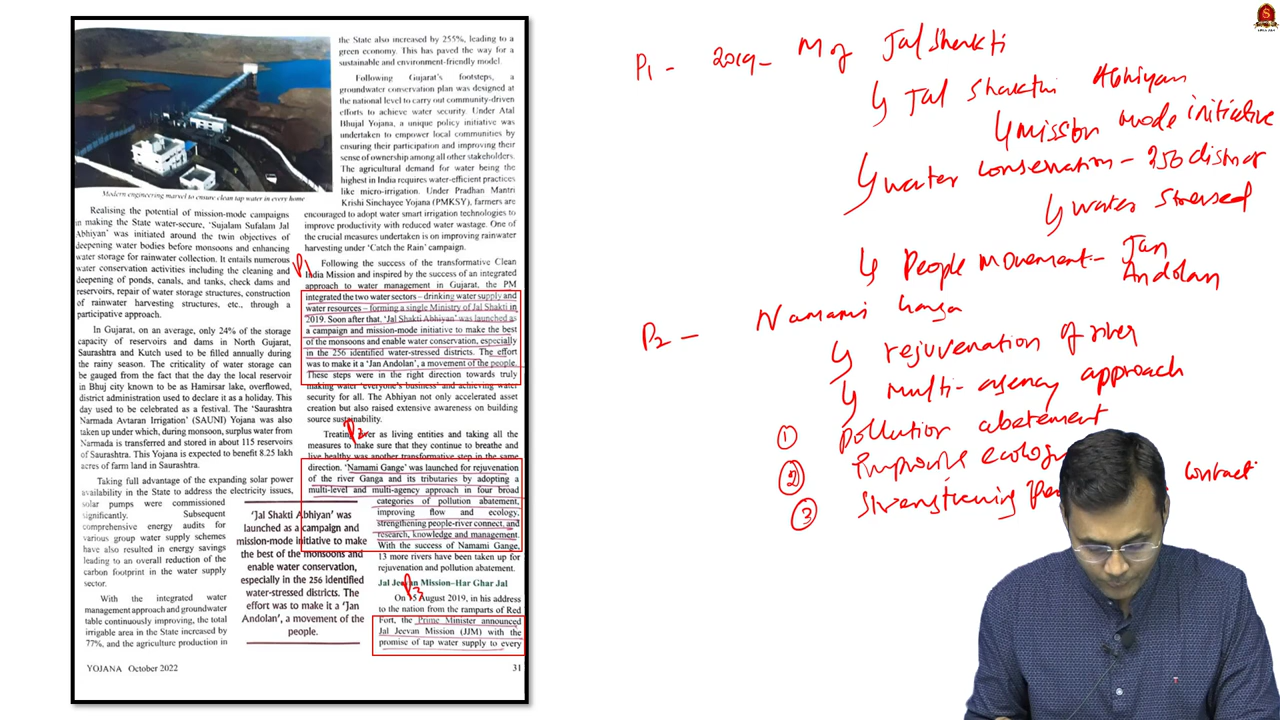 the State also increased by 255%, leading to a
green economy. This has paved the way for a
sustainable and environment-friendly model.
Following Gujarat's footsteps, a
groundwater conservation plan was designed at
the national level to carry out community-driven
efforts to achieve water security. Under Atal
Bhujal Yojana, a unique policy initiative was
undertaken to empower local communities by
ensuring their participation and improving their
sense of ownership among all other stakeholders.
The agricultural demand for water being the
highest in India requires water-efficient practices
like micro-irrigation. Under Pradhan Mantri
Krishi Sinchayee Yojana (PMKSY), farmers are
encouraged to adopt water smart irrigation technologies to
improve productivity with reduced water wastage. One of
the crucial measures undertaken is on improving rainwater
harvesting under 'Catch the Rain' campaign.
Modern engineering marvel to ensure clean tap water in every home
Realising the potential of mission-mode campaigns
in making the State water-secure, 'Sujalam Sufalam Jal
Abhiyan' was initiated around the twin objectives of
deepening water bodies before monsoons and enhancing
water storage for rainwater collection. It entails numerous
water conservation activities including the cleaning and
deepening of ponds, canals, and tanks, check dams and
reservoirs, repair of water storage structures, construction
of rainwater harvesting structures, etc., through a
participative approach.
In Gujarat, on an average, only 24% of the storage
capacity of reservoirs and dams in North Gujarat,
Saurashtra and Kutch used to be filled annually during
the rainy season. The criticality of water storage can
be gauged from the fact that the day the local reservoir
in Bhuj city known to be as Hamirsar lake, overflowed,
district administration used to declare it as a holiday. This
day used to be celebrated as a festival. The 'Saurashtra
Narmada Avtaran Irrigation' (SAUNI) Yojana was also
taken up under which, during monsoon, surplus water from
Narmada is transferred and stored in about 115 reservoirs
of Saurashtra. This Yojana is expected to benefit 8.25 lakh
acres of farm land in Saurashtra.
Taking full advantage of the expanding solar power
availability in the State to address the electricity issues,
solar pumps were commissioned
significantly. Subsequent
comprehensive energy audits for
various group water supply schemes
have also resulted in energy savings
leading to an overall reduction of the
carbon footprint in the water supply
sector.
With the integrated water
management approach and groundwater
table continuously improving, the total
irrigable area in the State increased by
77%, and the agriculture production in
P1
Following the success of the transformative Clean
India Mission and inspired by the success of an integrated
approach to water management in Gujarat, the PM
integrated the two water sectors – drinking water supply and
water resources – forming a single Ministry of Jal Shakti in
2019. Soon after that, 'Jal Shakti Abhiyan' was launched as
a campaign and mission-mode initiative to make the best
of the monsoons and enable water conservation, especially
in the 256 identified water-stressed districts. The effort
was to make it a 'Jan Andolan', a movement of the people.
These steps were in the right direction towards truly
making water 'everyone's business' and achieving water
security for all. The Abhiyan not only accelerated asset
creation but also raised extensive awareness on building
source sustainability.
P2
Treating river as living entities and taking all the
measures to make sure that they continue to breathe and
live healthy was another transformative step in the same
direction. 'Namami Gange' was launched for rejuvenation
of the river Ganga and its tributaries by adopting a
multi-level and multi-agency approach in four broad
categories of pollution abatement,
improving flow and ecology,
strengthening people-river connect, and
research, knowledge and management.
With the success of Namami Gange,
13 more rivers have been taken up for
rejuvenation and pollution abatement.
'Jal Shakti Abhiyan' was
launched as a campaign and
mission-mode initiative to make
the best of the monsoons and
enable water conservation,
especially in the 256 identified
water-stressed districts. The
effort was to make it a 'Jan
Andolan', a movement of the
people.
Jal Jeevan Mission–Har Ghar Jal
P3
On 15 August 2019, in his address
to the nation from the ramparts of Red
Fort, the Prime Minister announced
Jal Jeevan Mission (JJM) with the
promise of tap water supply to every
YOJANA October 2022
31
P1 - 2019 - M of Jal Shakti
Jal Shakthi Abhiyan
mission mode initiative
water conservation - 256 district
water stressed
People movement - Jan
Andolan
P2 - Namami Ganga
rejuvenation of river
multi-agency approach
① pollution abatement
② improve ecology
③ Strengthening